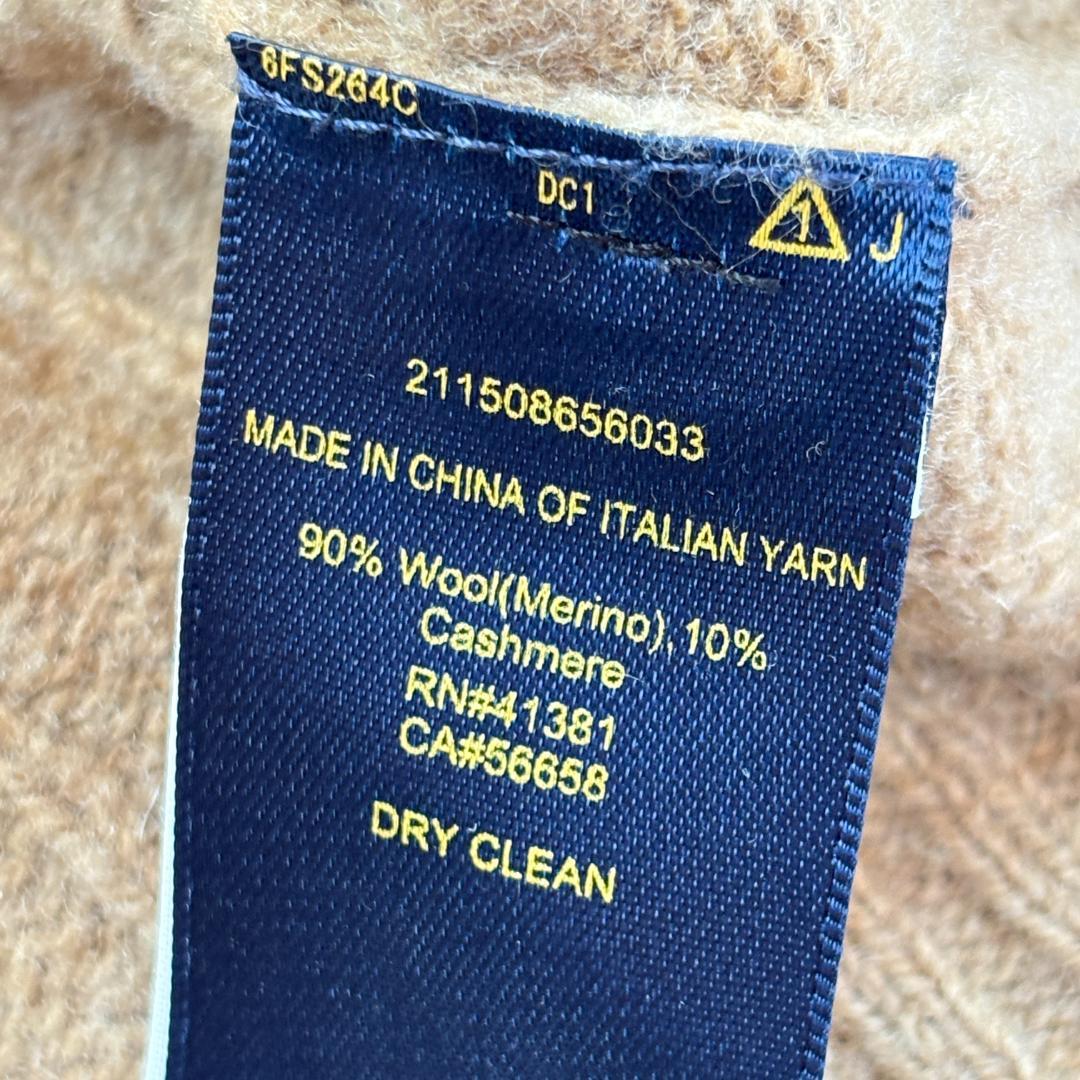 6FS264C
DC1
1 J
211508656033
MADE IN CHINA OF ITALIAN YARN
90% Wool(Merino),10%
Cashmere
RN#41381
CA#56658
DRY CLEAN